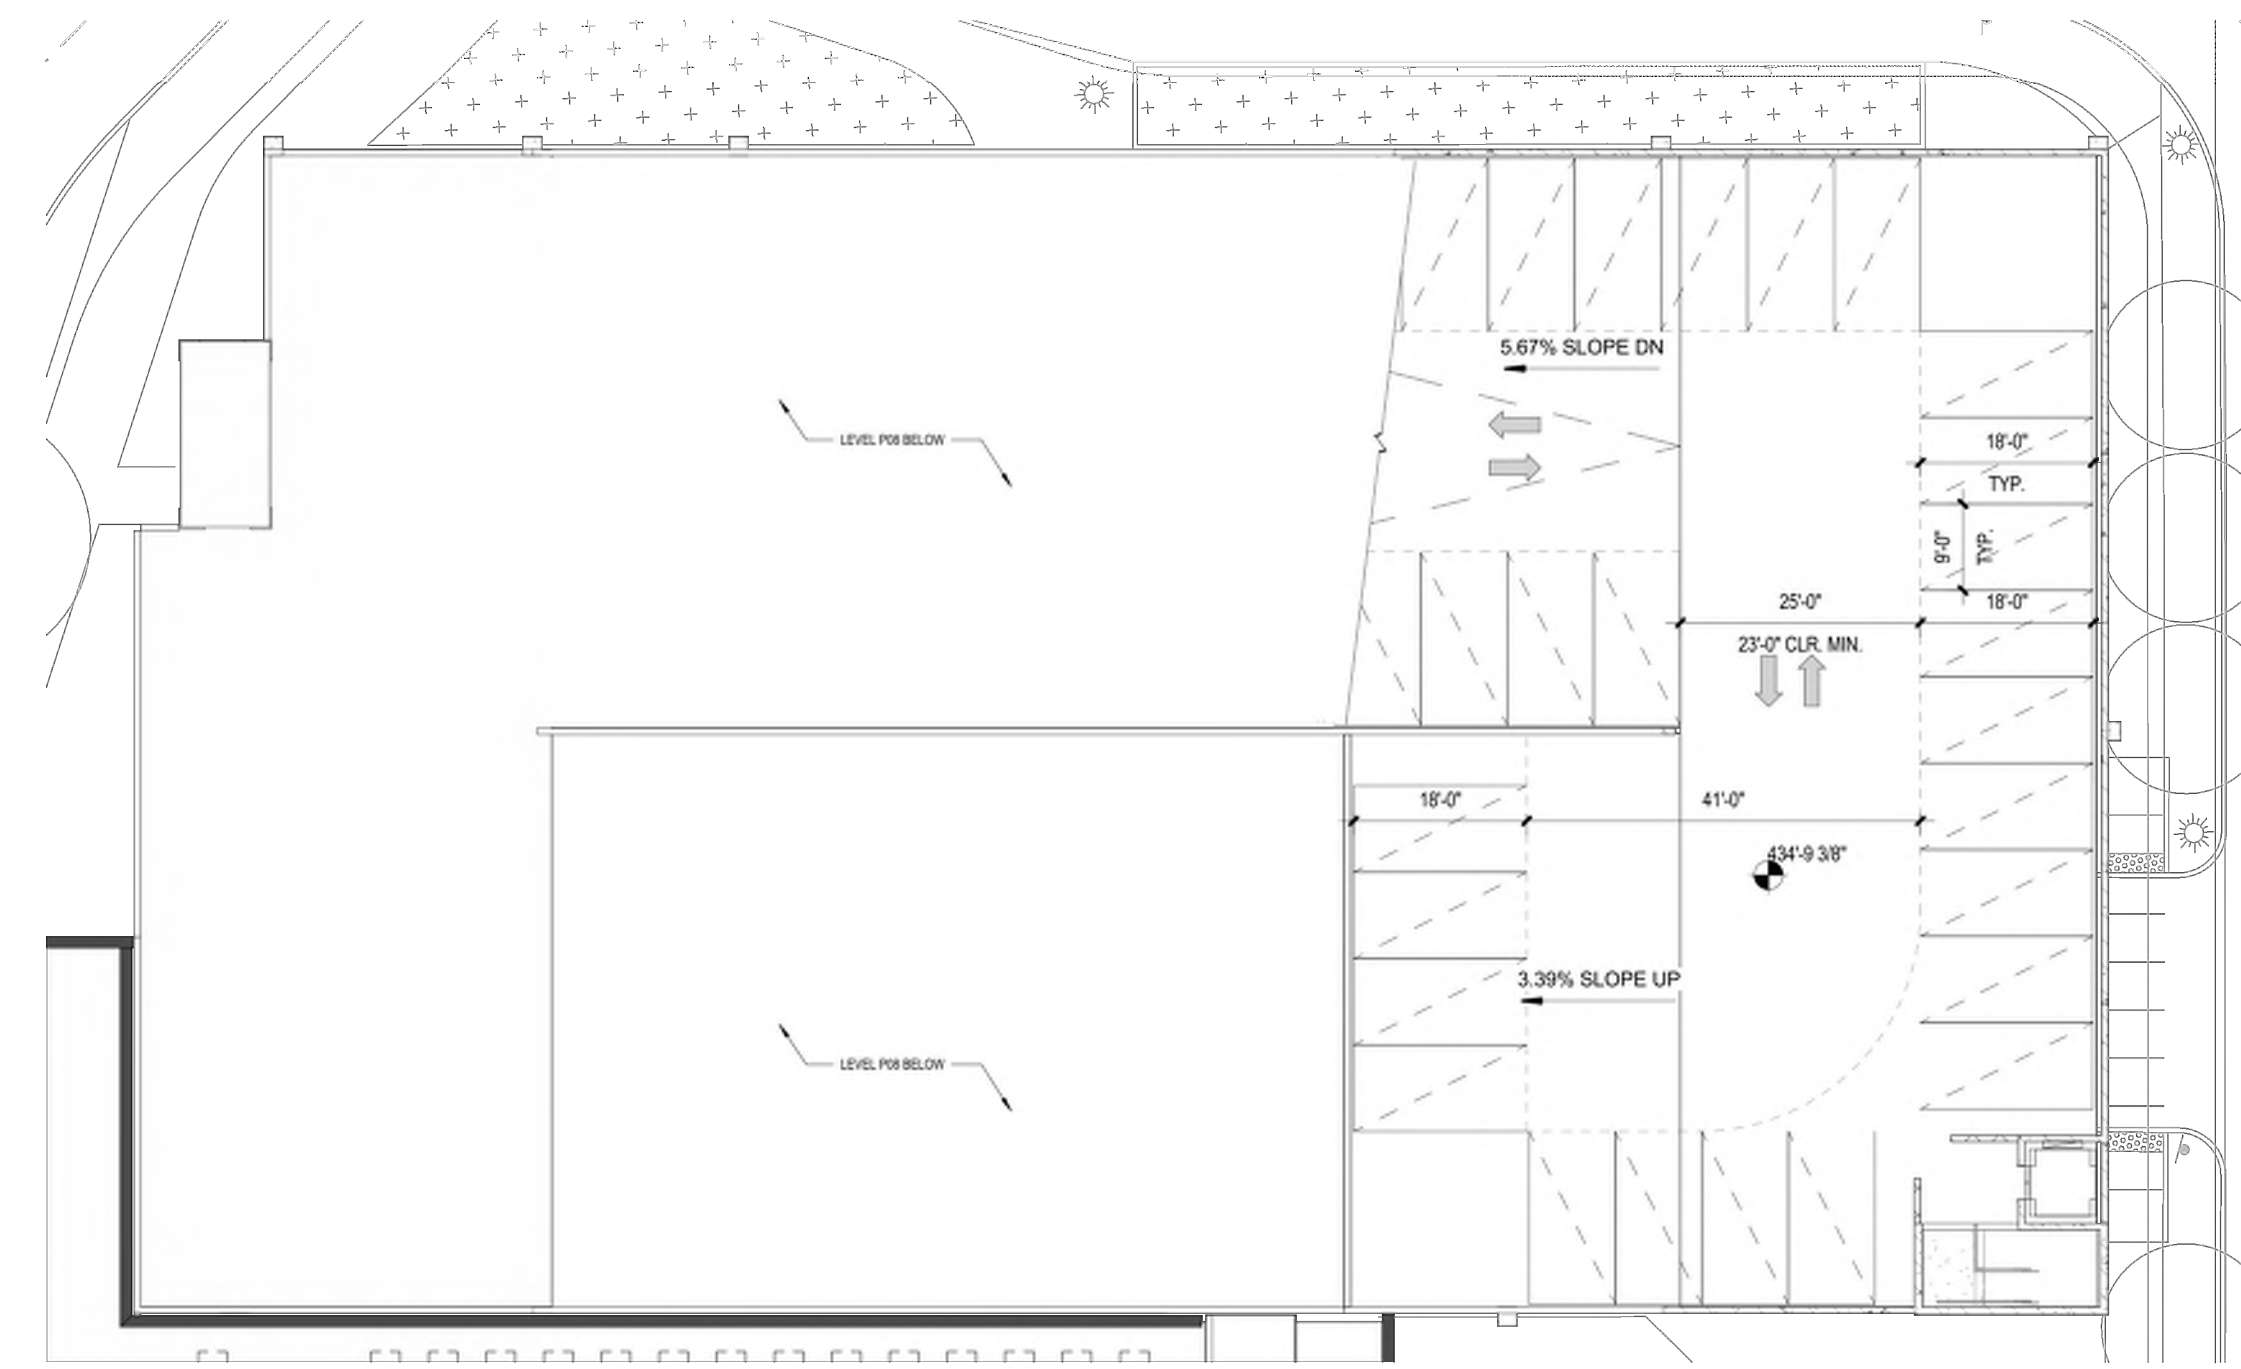 5.67% SLOPE DN
LEVEL P08 BELOW
18'-0"
TYP.
9'-0"
TYP.
25'-0"
18'-0"
23'-0" CLR. MIN.
18'-0"
41'-0"
434'-9 3/8"
3.39% SLOPE UP
LEVEL P08 BELOW